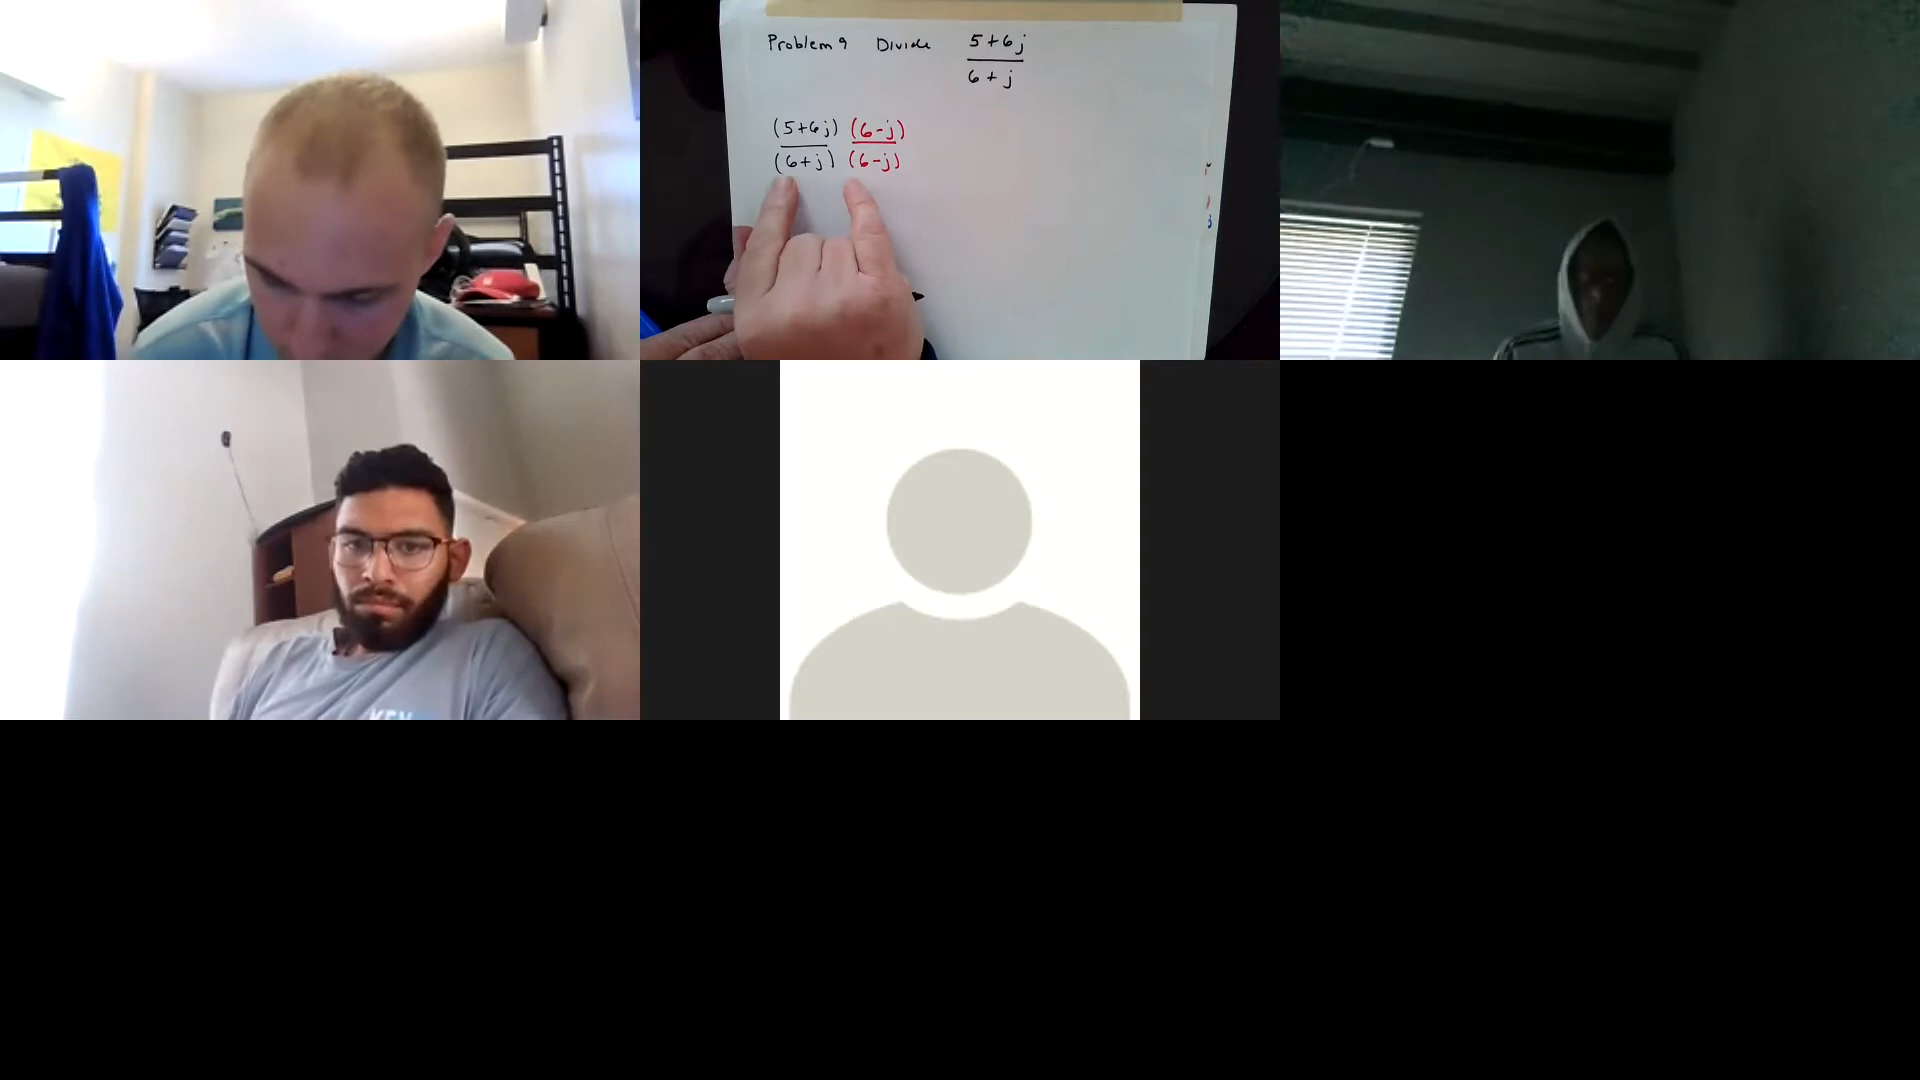 Problem 9 Divide 5+6j
6+j
(5+6j) (6-j)
(6+j) (6-j)